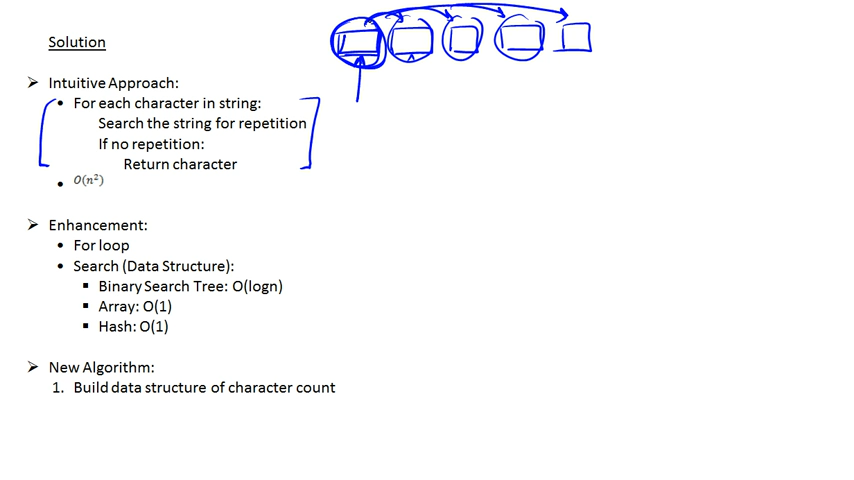 Solution
➢ Intuitive Approach:
• For each character in string:
Search the string for repetition
If no repetition:
Return character
• O(n²)
➢ Enhancement:
• For loop
• Search (Data Structure):
▪ Binary Search Tree: O(logn)
▪ Array: O(1)
▪ Hash: O(1)
➢ New Algorithm:
1. Build data structure of character count